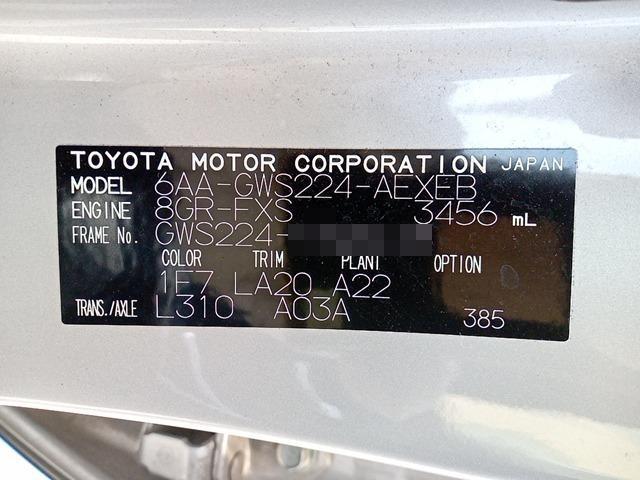 TOYOTA MOTOR CORPORATION JAPAN
MODEL 6AA-GWS224-AEXEB
ENGINE 8GR-FXS 3456 mL
FRAME No. GWS224-
COLOR TRIM PLANT OPTION
1F7 LA20 A22
TRANS./AXLE L310 A03A 385